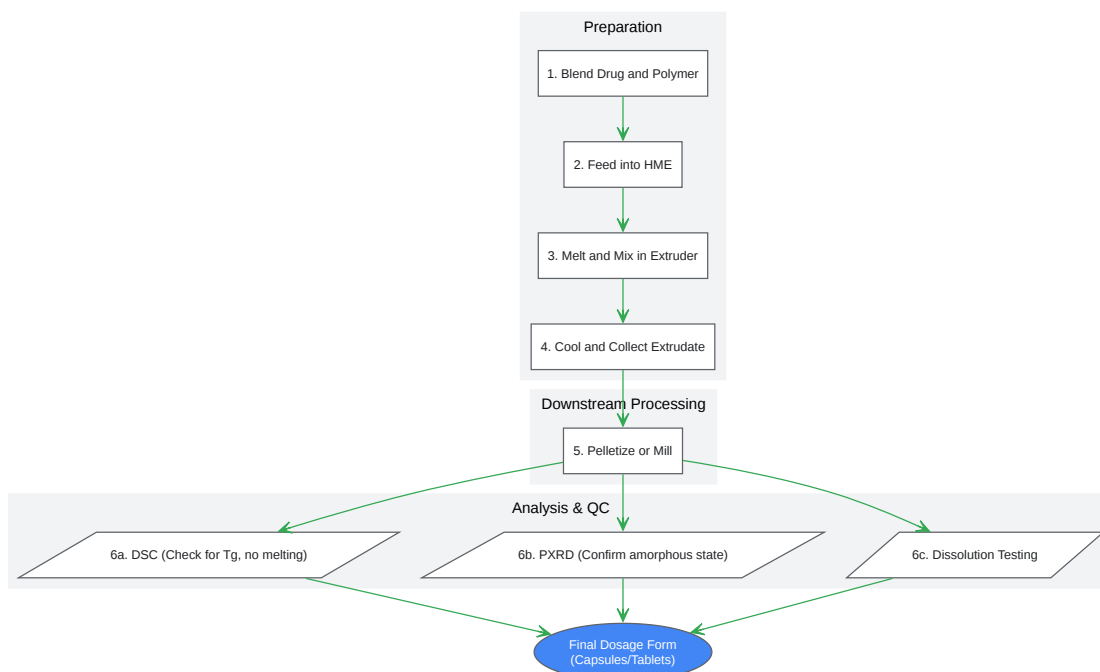 Preparation
1. Blend Drug and Polymer
2. Feed into HME
3. Melt and Mix in Extruder
4. Cool and Collect Extrudate
Downstream Processing
5. Pelletize or Mill
Analysis & QC
6a. DSC (Check for Tg, no melting)
6b. PXRD (Confirm amorphous state)
6c. Dissolution Testing
Final Dosage Form
(Capsules/Tablets)